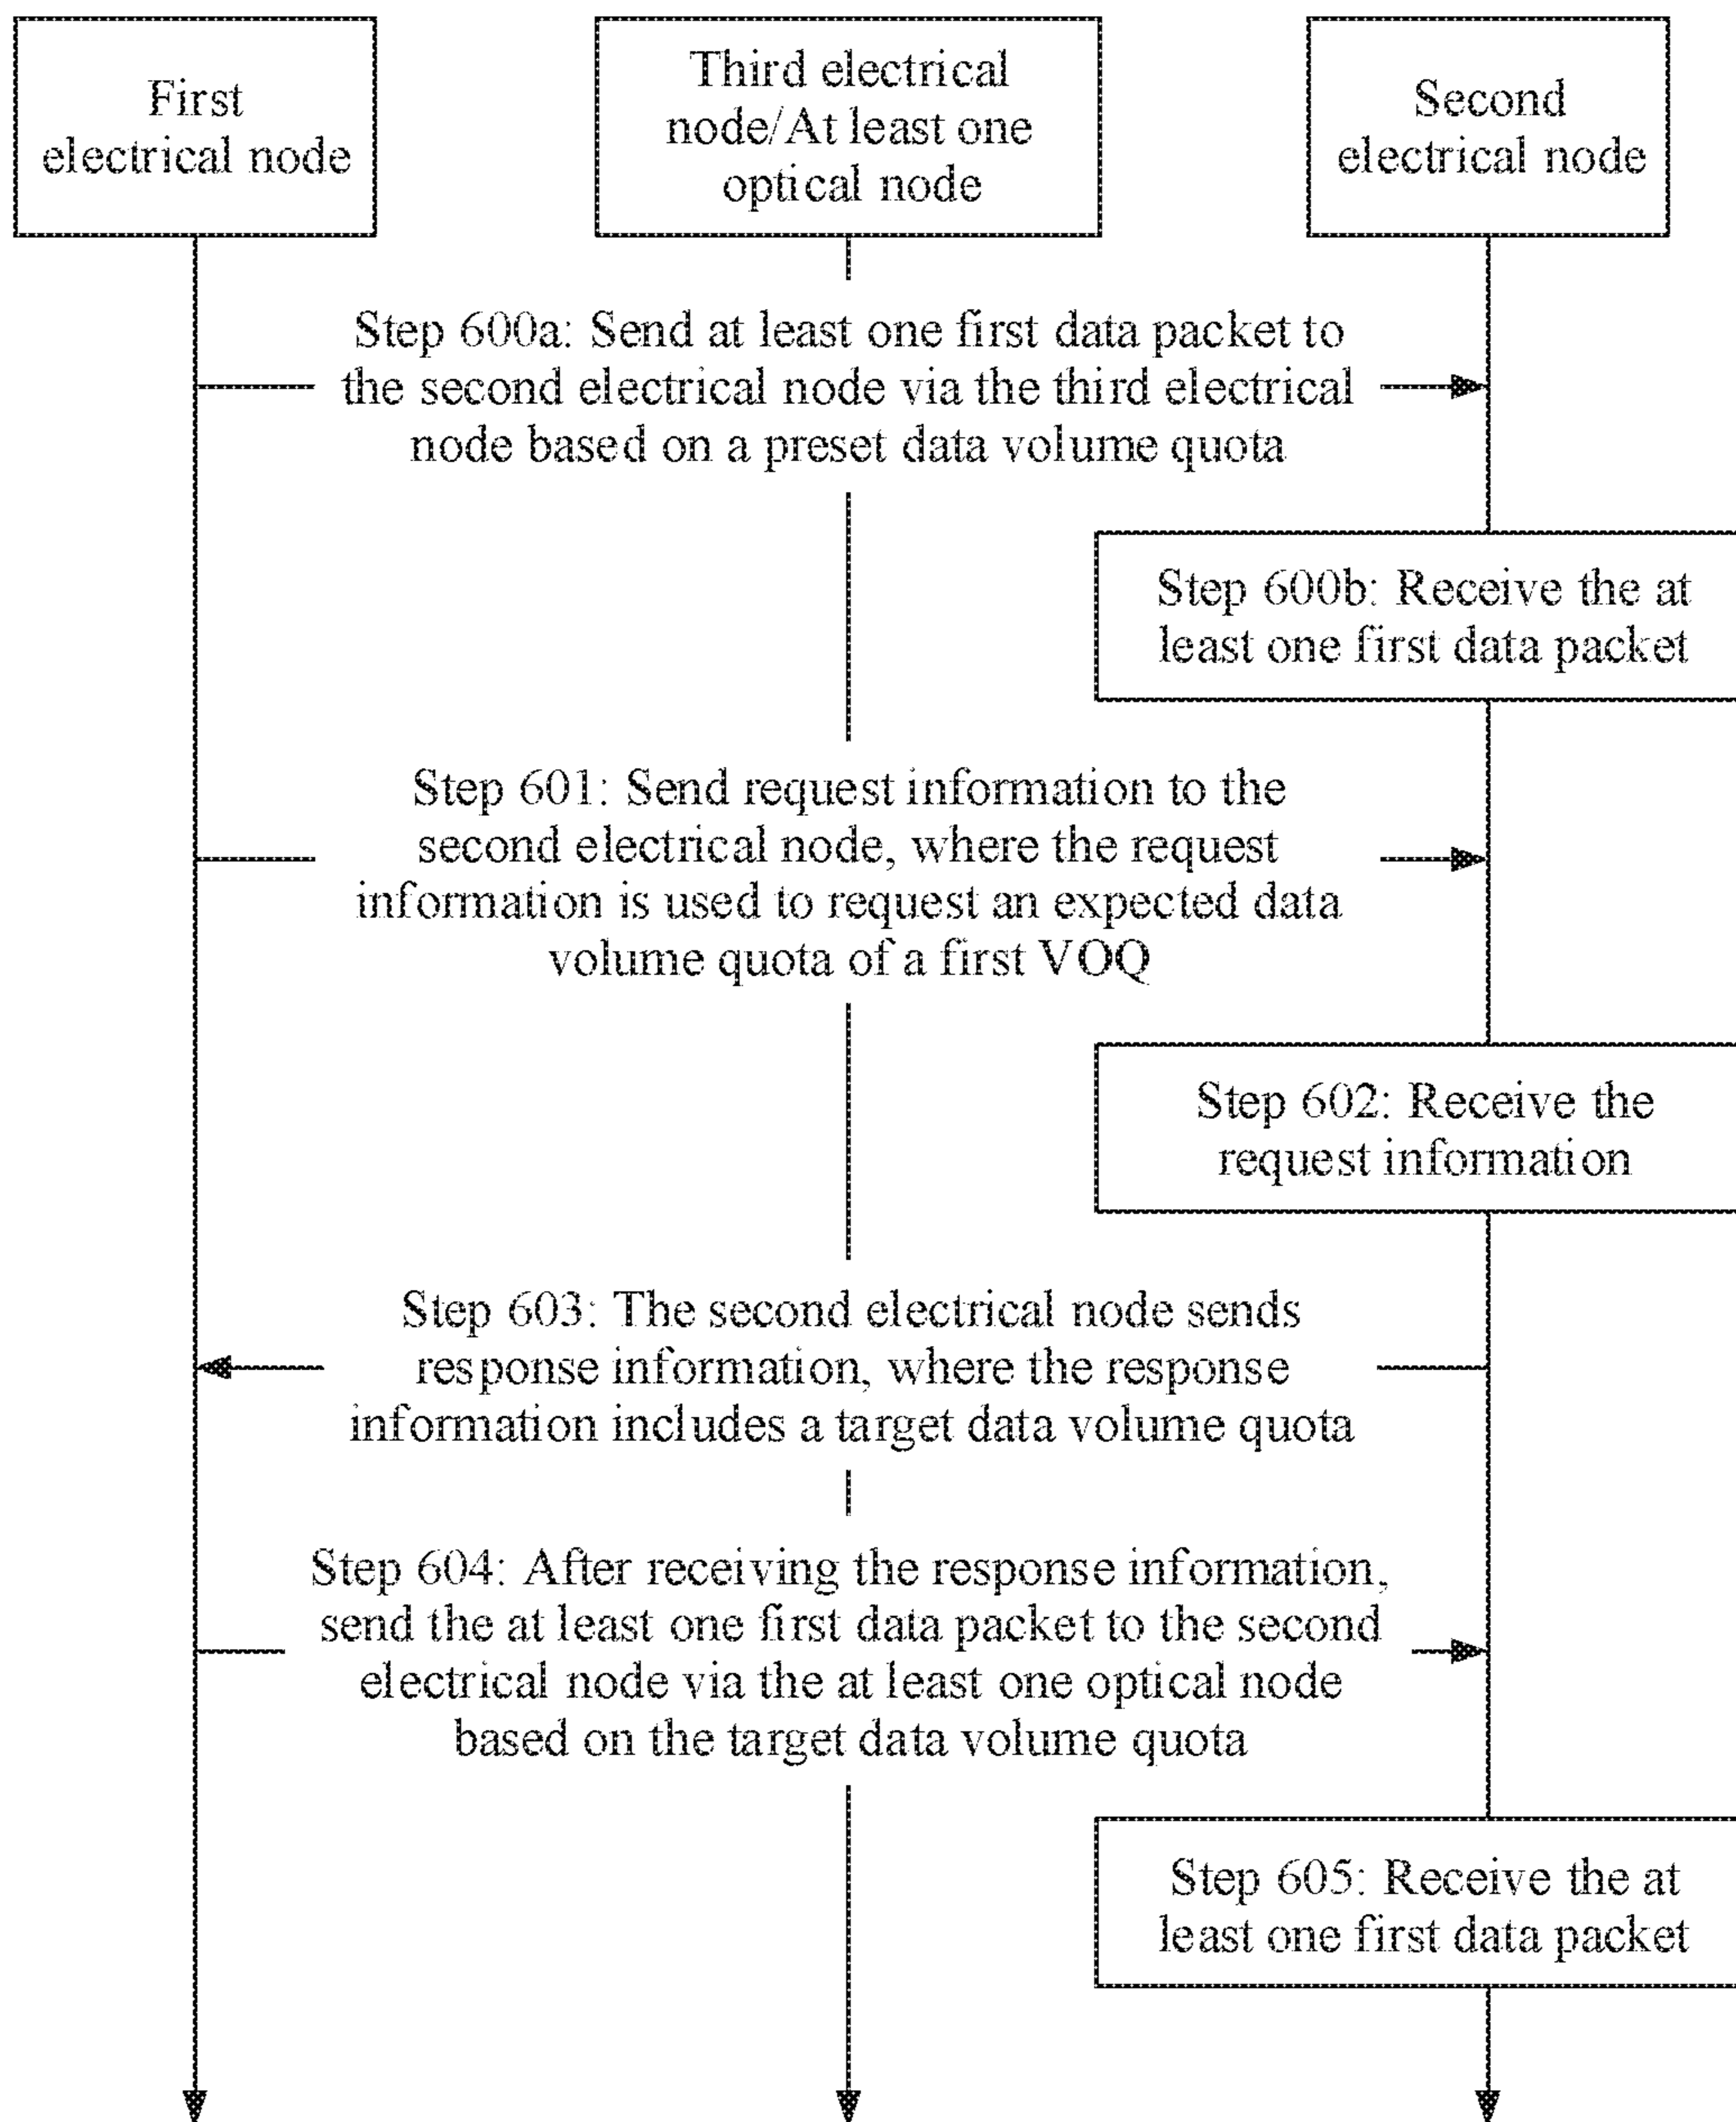 First
electrical node
Third electrical
node/At least one
optical node
Second
electrical node
Step 600a: Send at least one first data packet to
the second electrical node via the third electrical
node based on a preset data volume quota
Step 600b: Receive the at
least one first data packet
Step 601: Send request information to the
second electrical node, where the request
information is used to request an expected data
volume quota of a first VOQ
Step 602: Receive the
request information
Step 603: The second electrical node sends
response information, where the response
information includes a target data volume quota
Step 604: After receiving the response information,
send the at least one first data packet to the second
electrical node via the at least one optical node
based on the target data volume quota
Step 605: Receive the at
least one first data packet